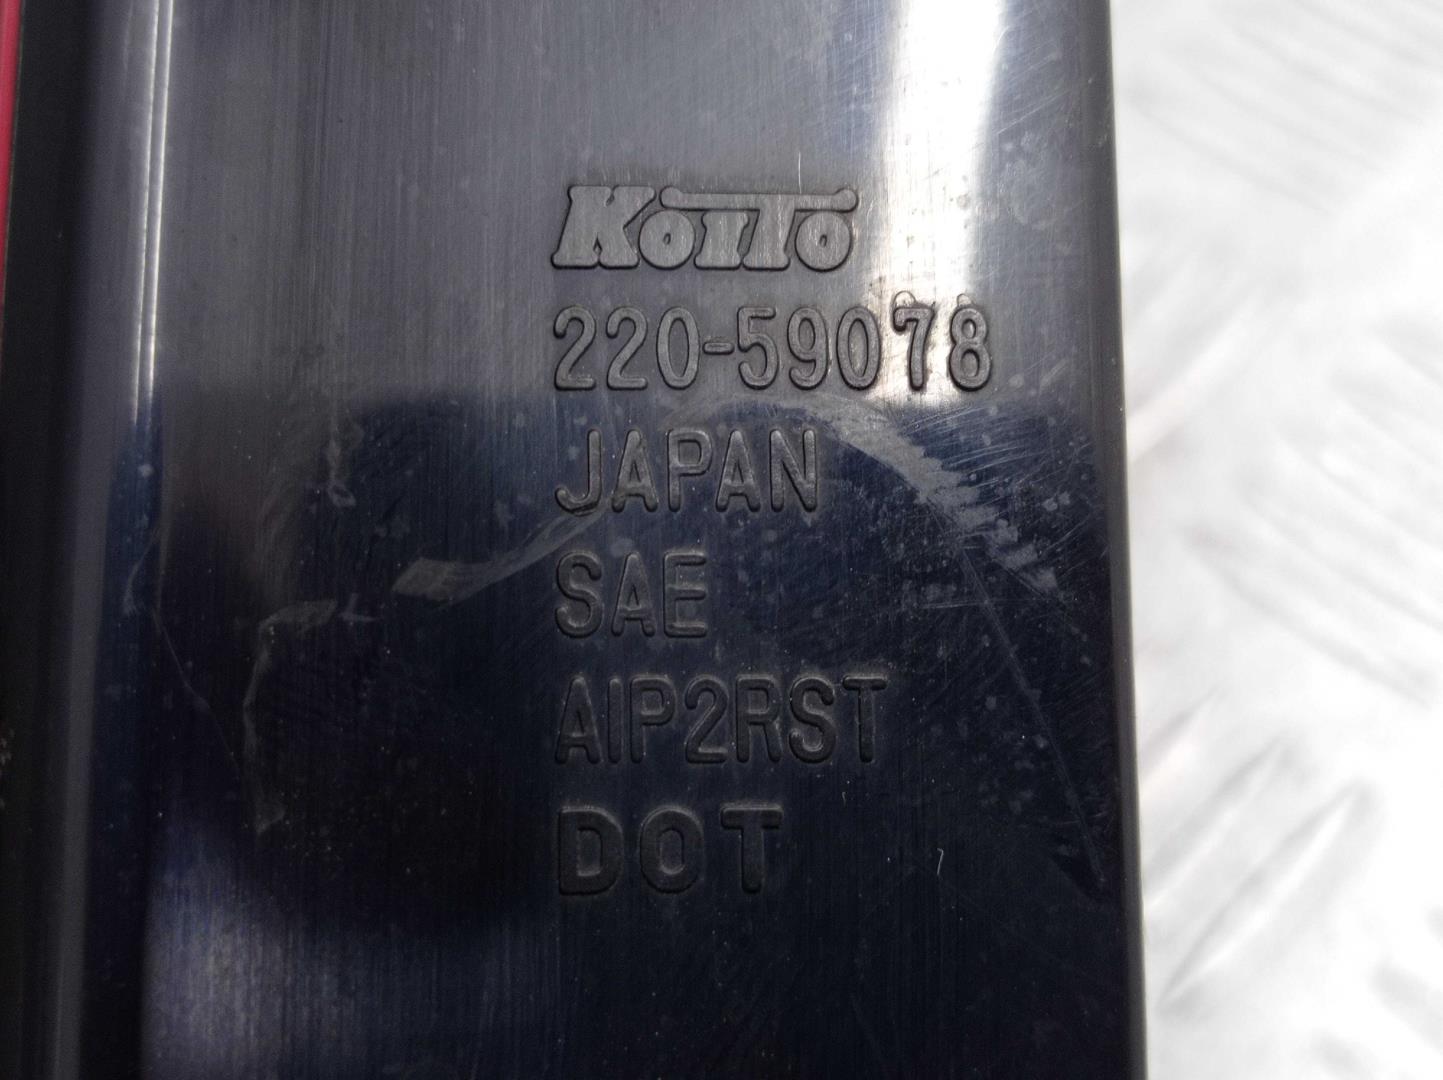 KOITO
220-59078
JAPAN
SAE
AIP2RST
DOT